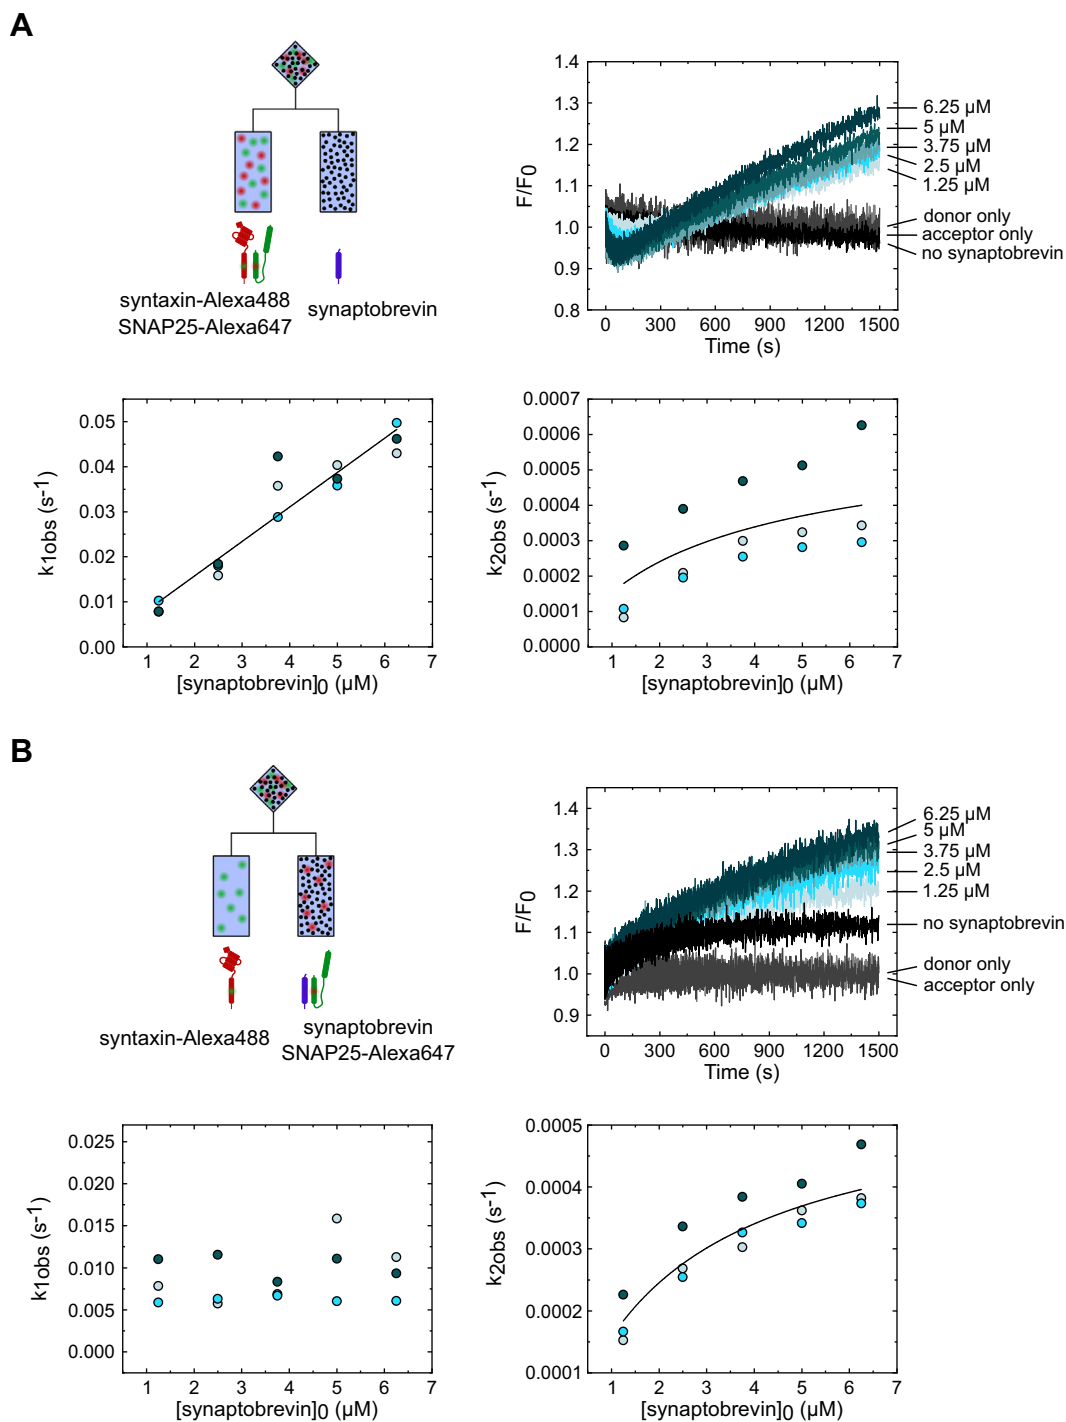 A
syntaxin-Alexa488
SNAP25-Alexa647
synaptobrevin
F/F0
1.4
1.3
1.2
1.1
1.0
0.9
0.8
0 300 600 900 1200 1500
Time (s)
6.25 µM
5 µM
3.75 µM
2.5 µM
1.25 µM
donor only
acceptor only
no synaptobrevin
k1obs (s-1)
0.05
0.04
0.03
0.02
0.01
0.00
1 2 3 4 5 6 7
[synaptobrevin]0 (µM)
k2obs (s-1)
0.0007
0.0006
0.0005
0.0004
0.0003
0.0002
0.0001
0.0000
1 2 3 4 5 6 7
[synaptobrevin]0 (µM)
B
syntaxin-Alexa488
synaptobrevin
SNAP25-Alexa647
F/F0
1.4
1.3
1.2
1.1
1.0
0.9
0 300 600 900 1200 1500
Time (s)
6.25 µM
5 µM
3.75 µM
2.5 µM
1.25 µM
no synaptobrevin
donor only
acceptor only
k1obs (s-1)
0.025
0.020
0.015
0.010
0.005
0.000
1 2 3 4 5 6 7
[synaptobrevin]0 (µM)
k2obs (s-1)
0.0005
0.0004
0.0003
0.0002
0.0001
1 2 3 4 5 6 7
[synaptobrevin]0 (µM)